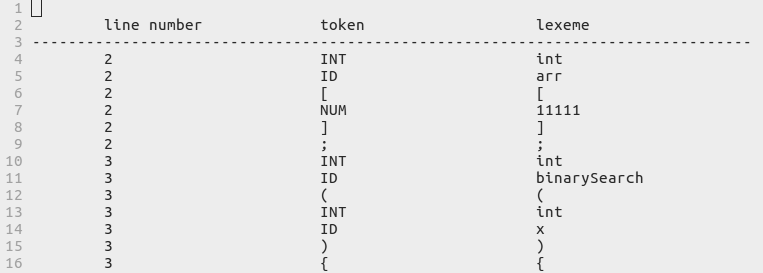 1
2 line number token lexeme
3 --------------------------------------------------------------------------------
4 2 INT int
5 2 ID arr
6 2 [ [
7 2 NUM 11111
8 2 ] ]
9 2 ; ;
10 3 INT int
11 3 ID binarySearch
12 3 ( (
13 3 INT int
14 3 ID x
15 3 ) )
16 3 { {